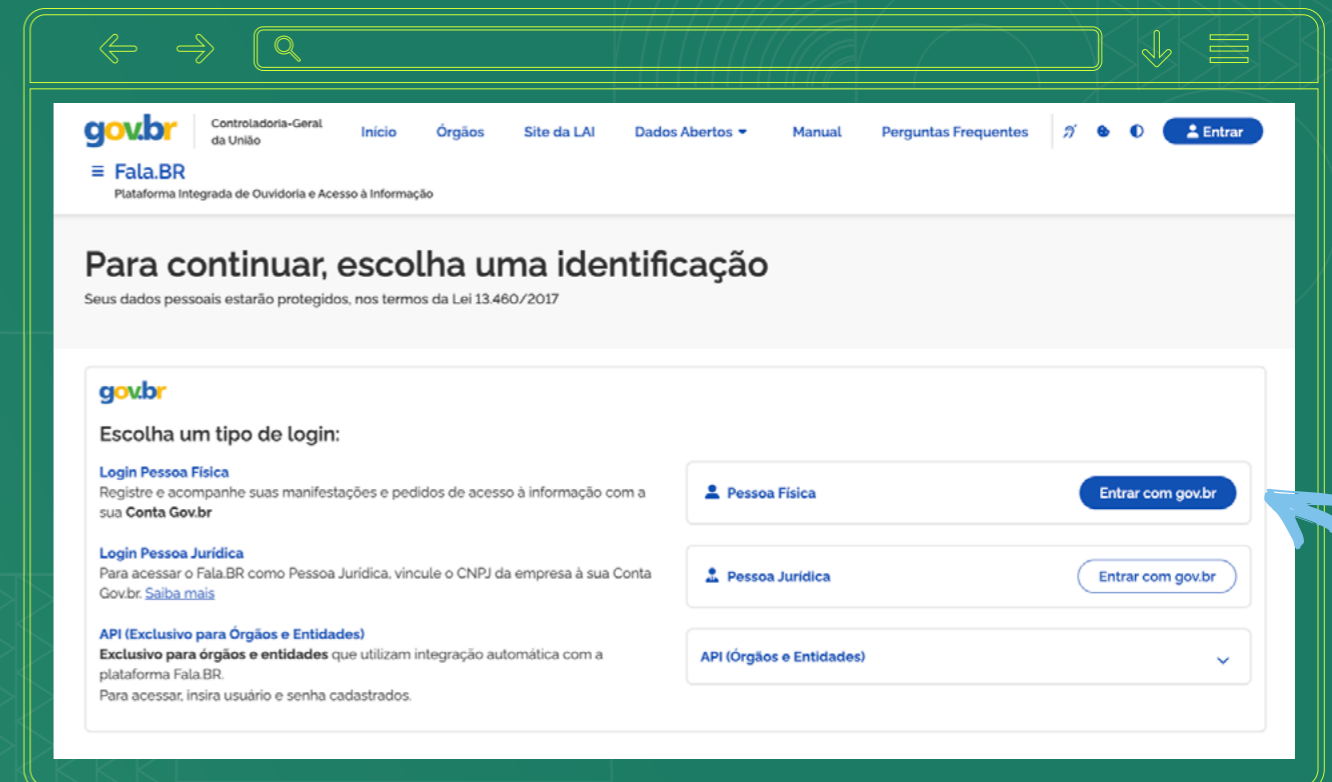 gov.br
Controladoria-Geral
da União
Início
Órgãos
Site da LAI
Dados Abertos
Manual
Perguntas Frequentes
Entrar
Fala.BR
Plataforma Integrada de Ouvidoria e Acesso à Informação
Para continuar, escolha uma identificação
Seus dados pessoais estarão protegidos, nos termos da Lei 13.460/2017
gov.br
Escolha um tipo de login:
Login Pessoa Física
Registre e acompanhe suas manifestações e pedidos de acesso à informação com a
sua Conta Gov.br
Pessoa Física
Entrar com gov.br
Login Pessoa Jurídica
Para acessar o Fala.BR como Pessoa Jurídica, vincule o CNPJ da empresa à sua Conta
Gov.br. Saiba mais
Pessoa Jurídica
Entrar com gov.br
API (Exclusivo para Órgãos e Entidades)
Exclusivo para órgãos e entidades que utilizam integração automática com a
plataforma Fala.BR.
Para acessar, insira usuário e senha cadastrados.
API (Órgãos e Entidades)